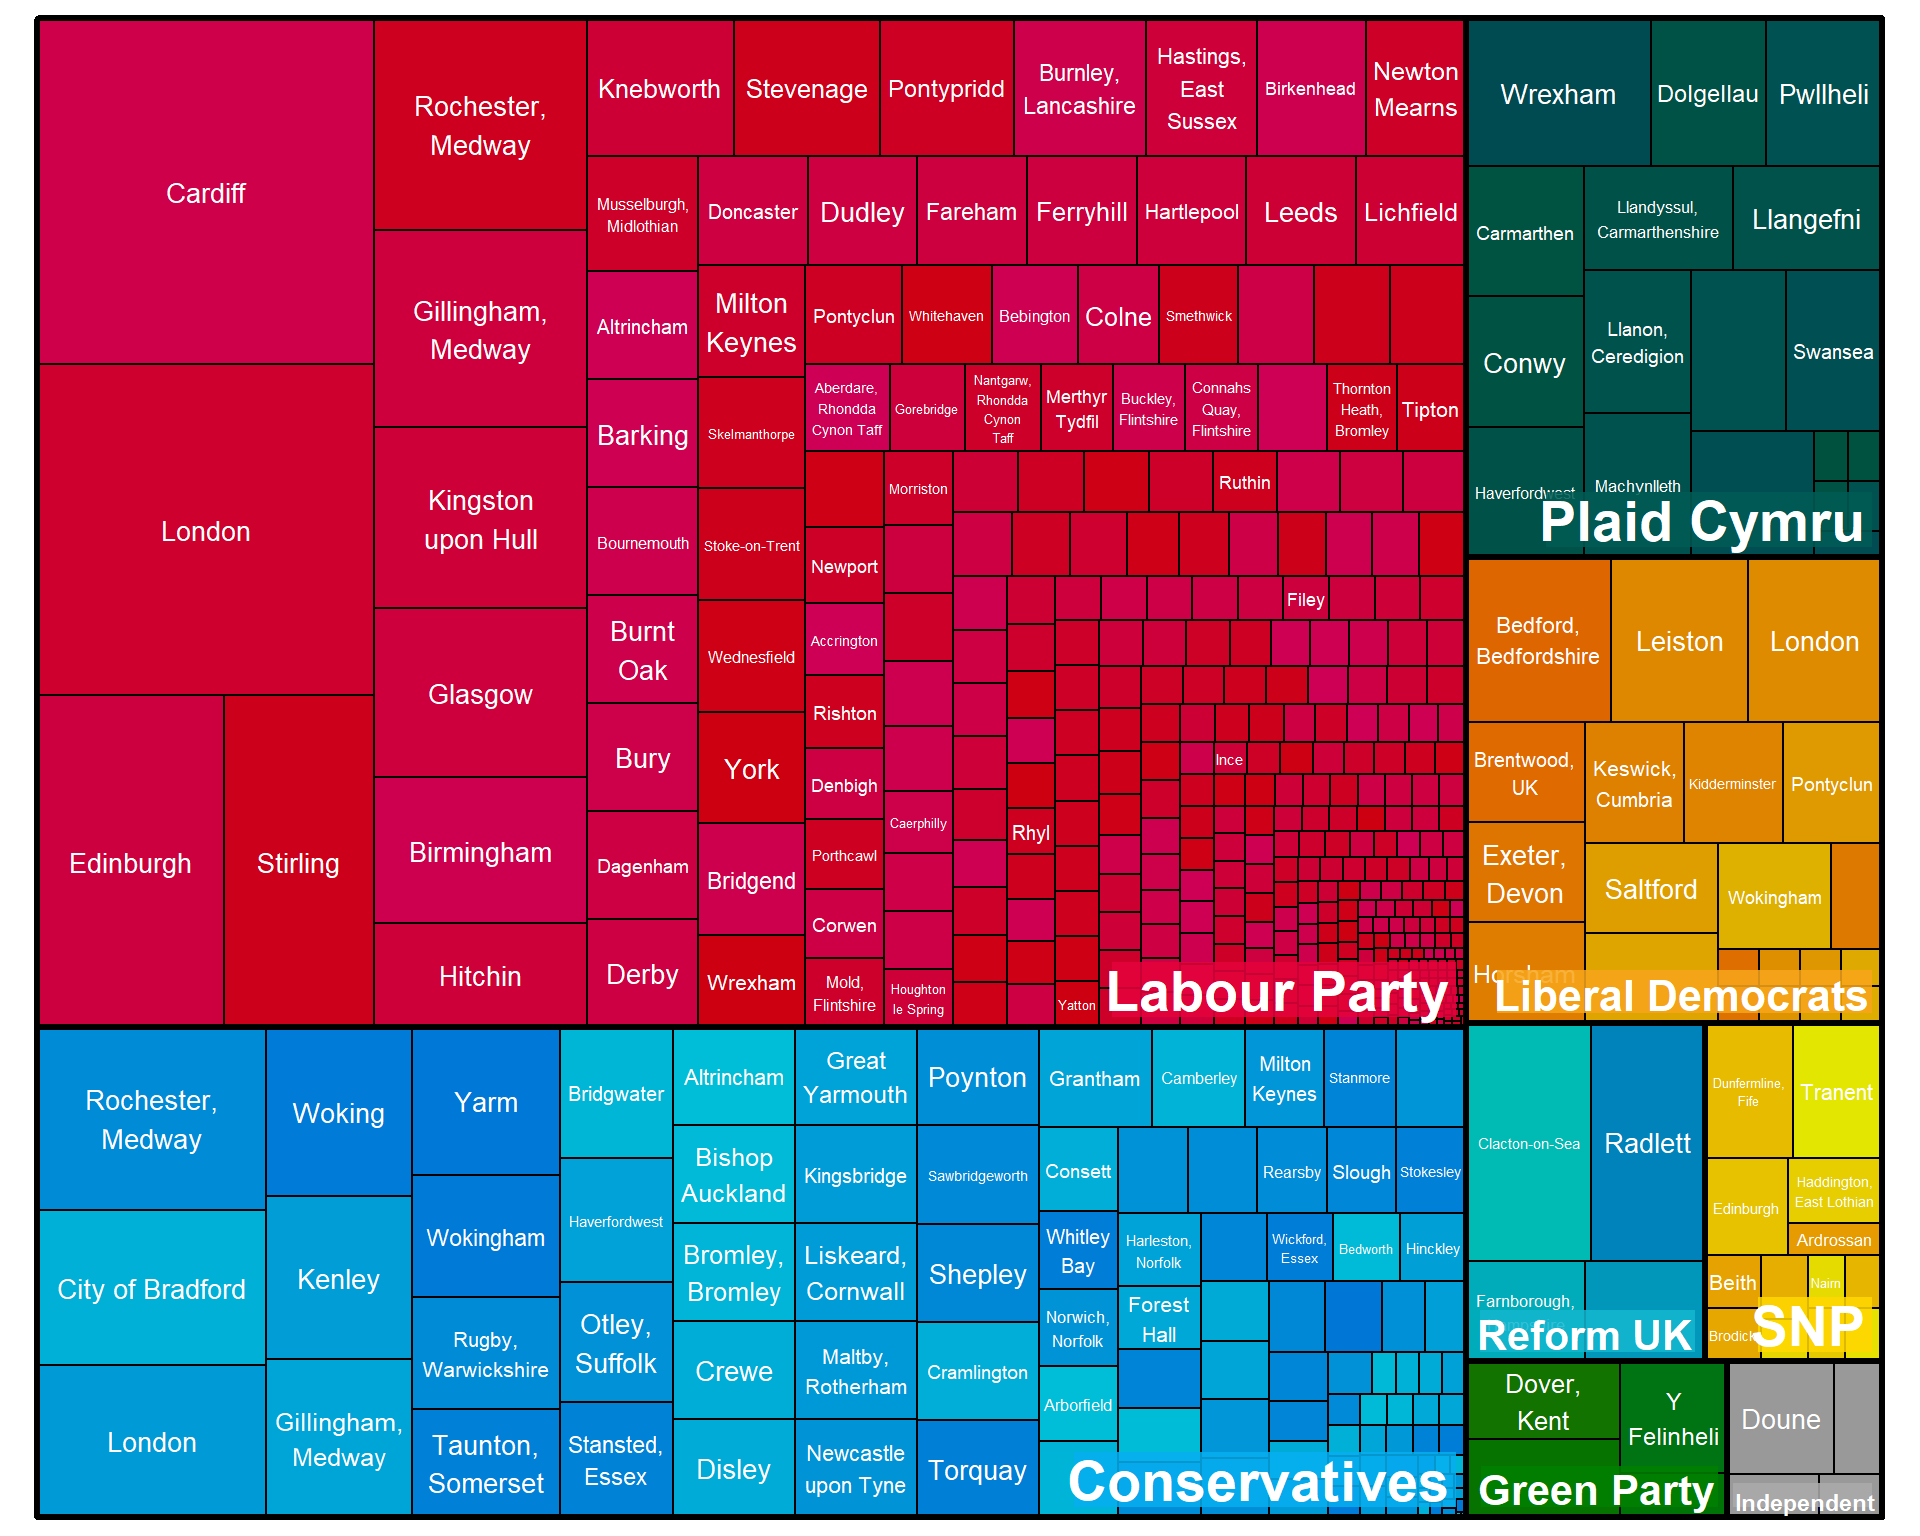 Cardiff
London
Edinburgh
Stirling
Rochester,
Medway
Gillingham,
Medway
Kingston
upon Hull
Glasgow
Birmingham
Hitchin
Knebworth
Stevenage
Pontypridd
Burnley,
Lancashire
Hastings,
East
Sussex
Birkenhead
Newton
Mearns
Musselburgh,
Midlothian
Altrincham
Barking
Bournemouth
Burnt
Oak
Bury
Dagenham
Derby
Doncaster
Dudley
Fareham
Ferryhill
Hartlepool
Leeds
Lichfield
Milton
Keynes
Skelmanthorpe
Stoke-on-Trent
Wednesfield
York
Bridgend
Wrexham
Pontyclun
Whitehaven
Bebington
Colne
Smethwick
Aberdare,
Rhondda
Cynon Taff
Gorebridge
Nantgarw,
Rhondda
Cynon
Taff
Merthyr
Tydfil
Buckley,
Flintshire
Connahs
Quay,
Flintshire
Thornton
Heath,
Bromley
Tipton
Newport
Accrington
Rishton
Denbigh
Porthcawl
Corwen
Mold,
Flintshire
Morriston
Caerphilly
Houghton
le Spring
Ruthin
Filey
Ince
Rhyl
Yatton
Labour Party
Wrexham
Dolgellau
Pwllheli
Carmarthen
Llandyssul,
Carmarthenshire
Llangefni
Conwy
Llanon,
Ceredigion
Swansea
Haverfordwest
Machynlleth
Plaid Cymru
Bedford,
Bedfordshire
Leiston
London
Brentwood,
UK
Keswick,
Cumbria
Kidderminster
Pontyclun
Exeter,
Devon
Saltford
Wokingham
Horsham
Liberal Democrats
Rochester,
Medway
City of Bradford
London
Woking
Kenley
Gillingham,
Medway
Yarm
Wokingham
Rugby,
Warwickshire
Taunton,
Somerset
Bridgwater
Haverfordwest
Otley,
Suffolk
Stansted,
Essex
Altrincham
Bishop
Auckland
Bromley,
Bromley
Crewe
Disley
Great
Yarmouth
Kingsbridge
Liskeard,
Cornwall
Maltby,
Rotherham
Newcastle
upon Tyne
Poynton
Sawbridgeworth
Shepley
Cramlington
Torquay
Grantham
Camberley
Milton
Keynes
Stanmore
Consett
Rearsby
Slough
Stokesley
Whitley
Bay
Harleston,
Norfolk
Wickford,
Essex
Bedworth
Hinckley
Norwich,
Norfolk
Forest
Hall
Arborfield
Conservatives
Clacton-on-Sea
Radlett
Farnborough,
Reform UK
Dunfermline,
Fife
Tranent
Edinburgh
Haddington,
East Lothian
Ardrossan
Beith
Nairn
Brodick
SNP
Dover,
Kent
Y
Felinheli
Green Party
Doune
Independent